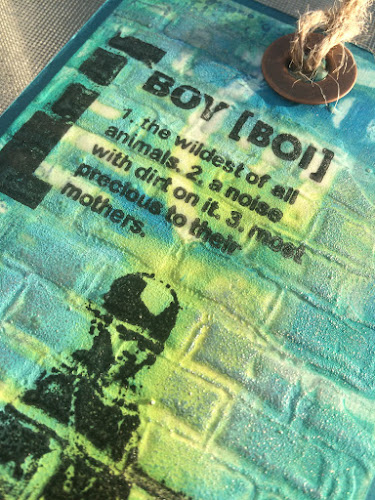 BOY [BOI]
1. the wildest of all
animals. 2. a noise
with dirt on it. 3. most
precious to their
mothers.